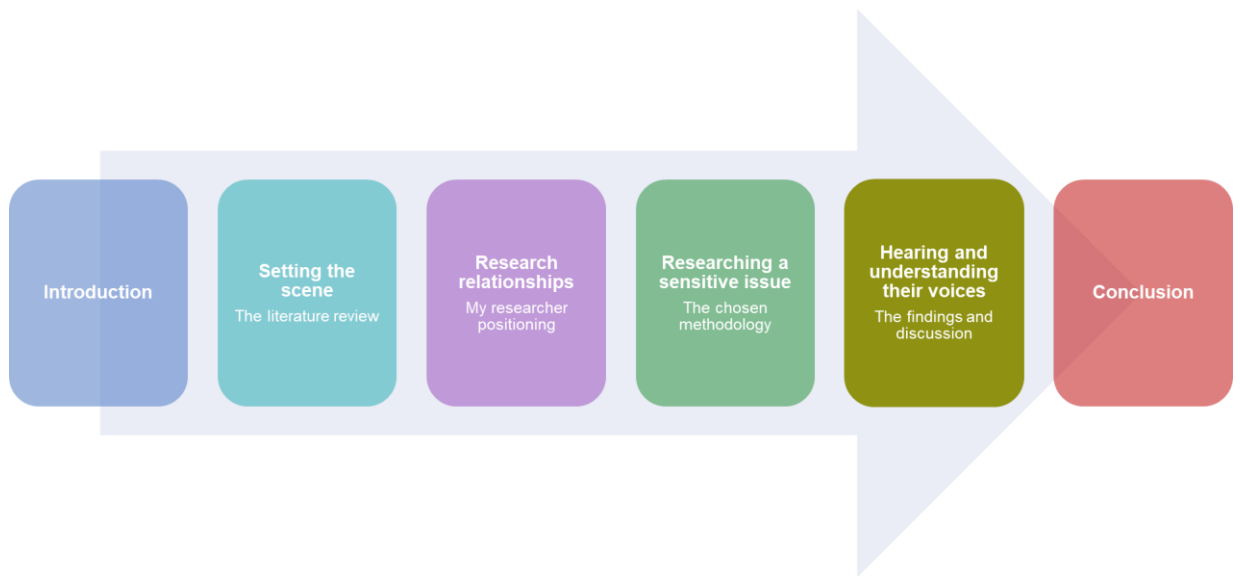 Introduction
Setting the
scene
The literature review
Research
relationships
My researcher
positioning
Researching a
sensitive issue
The chosen
methodology
Hearing and
understanding
their voices
The findings and
discussion
Conclusion